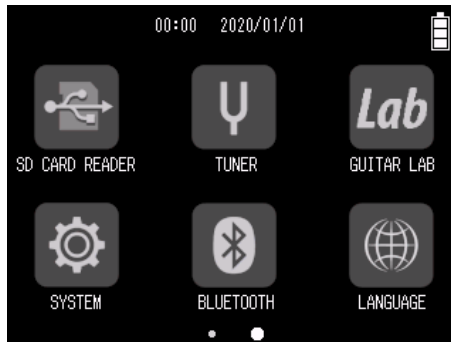 00:00 2020/01/01
Lab
SD CARD READER TUNER GUITAR LAB
SYSTEM BLUETOOTH LANGUAGE